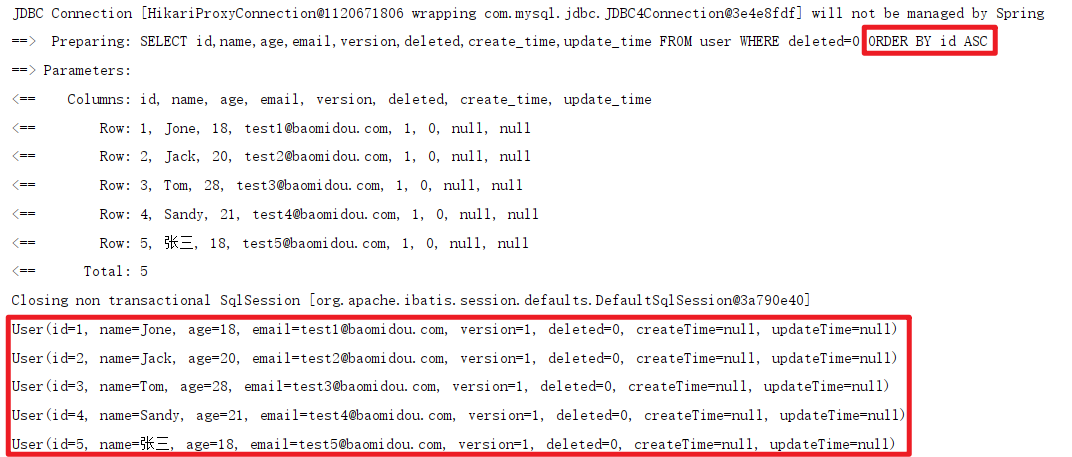 JDBC Connection [HikariProxyConnection@1120671806 wrapping com.mysql.jdbc.JDBC4Connection@3e4e8fdf] will not be managed by Spring
==>  Preparing: SELECT id,name,age,email,version,deleted,create_time,update_time FROM user WHERE deleted=0 ORDER BY id ASC
==> Parameters:
<==    Columns: id, name, age, email, version, deleted, create_time, update_time
<==        Row: 1, Jone, 18, test1@baomidou.com, 1, 0, null, null
<==        Row: 2, Jack, 20, test2@baomidou.com, 1, 0, null, null
<==        Row: 3, Tom, 28, test3@baomidou.com, 1, 0, null, null
<==        Row: 4, Sandy, 21, test4@baomidou.com, 1, 0, null, null
<==        Row: 5, 张三, 18, test5@baomidou.com, 1, 0, null, null
<==      Total: 5
Closing non transactional SqlSession [org.apache.ibatis.session.defaults.DefaultSqlSession@3a790e40]
User(id=1, name=Jone, age=18, email=test1@baomidou.com, version=1, deleted=0, createTime=null, updateTime=null)
User(id=2, name=Jack, age=20, email=test2@baomidou.com, version=1, deleted=0, createTime=null, updateTime=null)
User(id=3, name=Tom, age=28, email=test3@baomidou.com, version=1, deleted=0, createTime=null, updateTime=null)
User(id=4, name=Sandy, age=21, email=test4@baomidou.com, version=1, deleted=0, createTime=null, updateTime=null)
User(id=5, name=张三, age=18, email=test5@baomidou.com, version=1, deleted=0, createTime=null, updateTime=null)